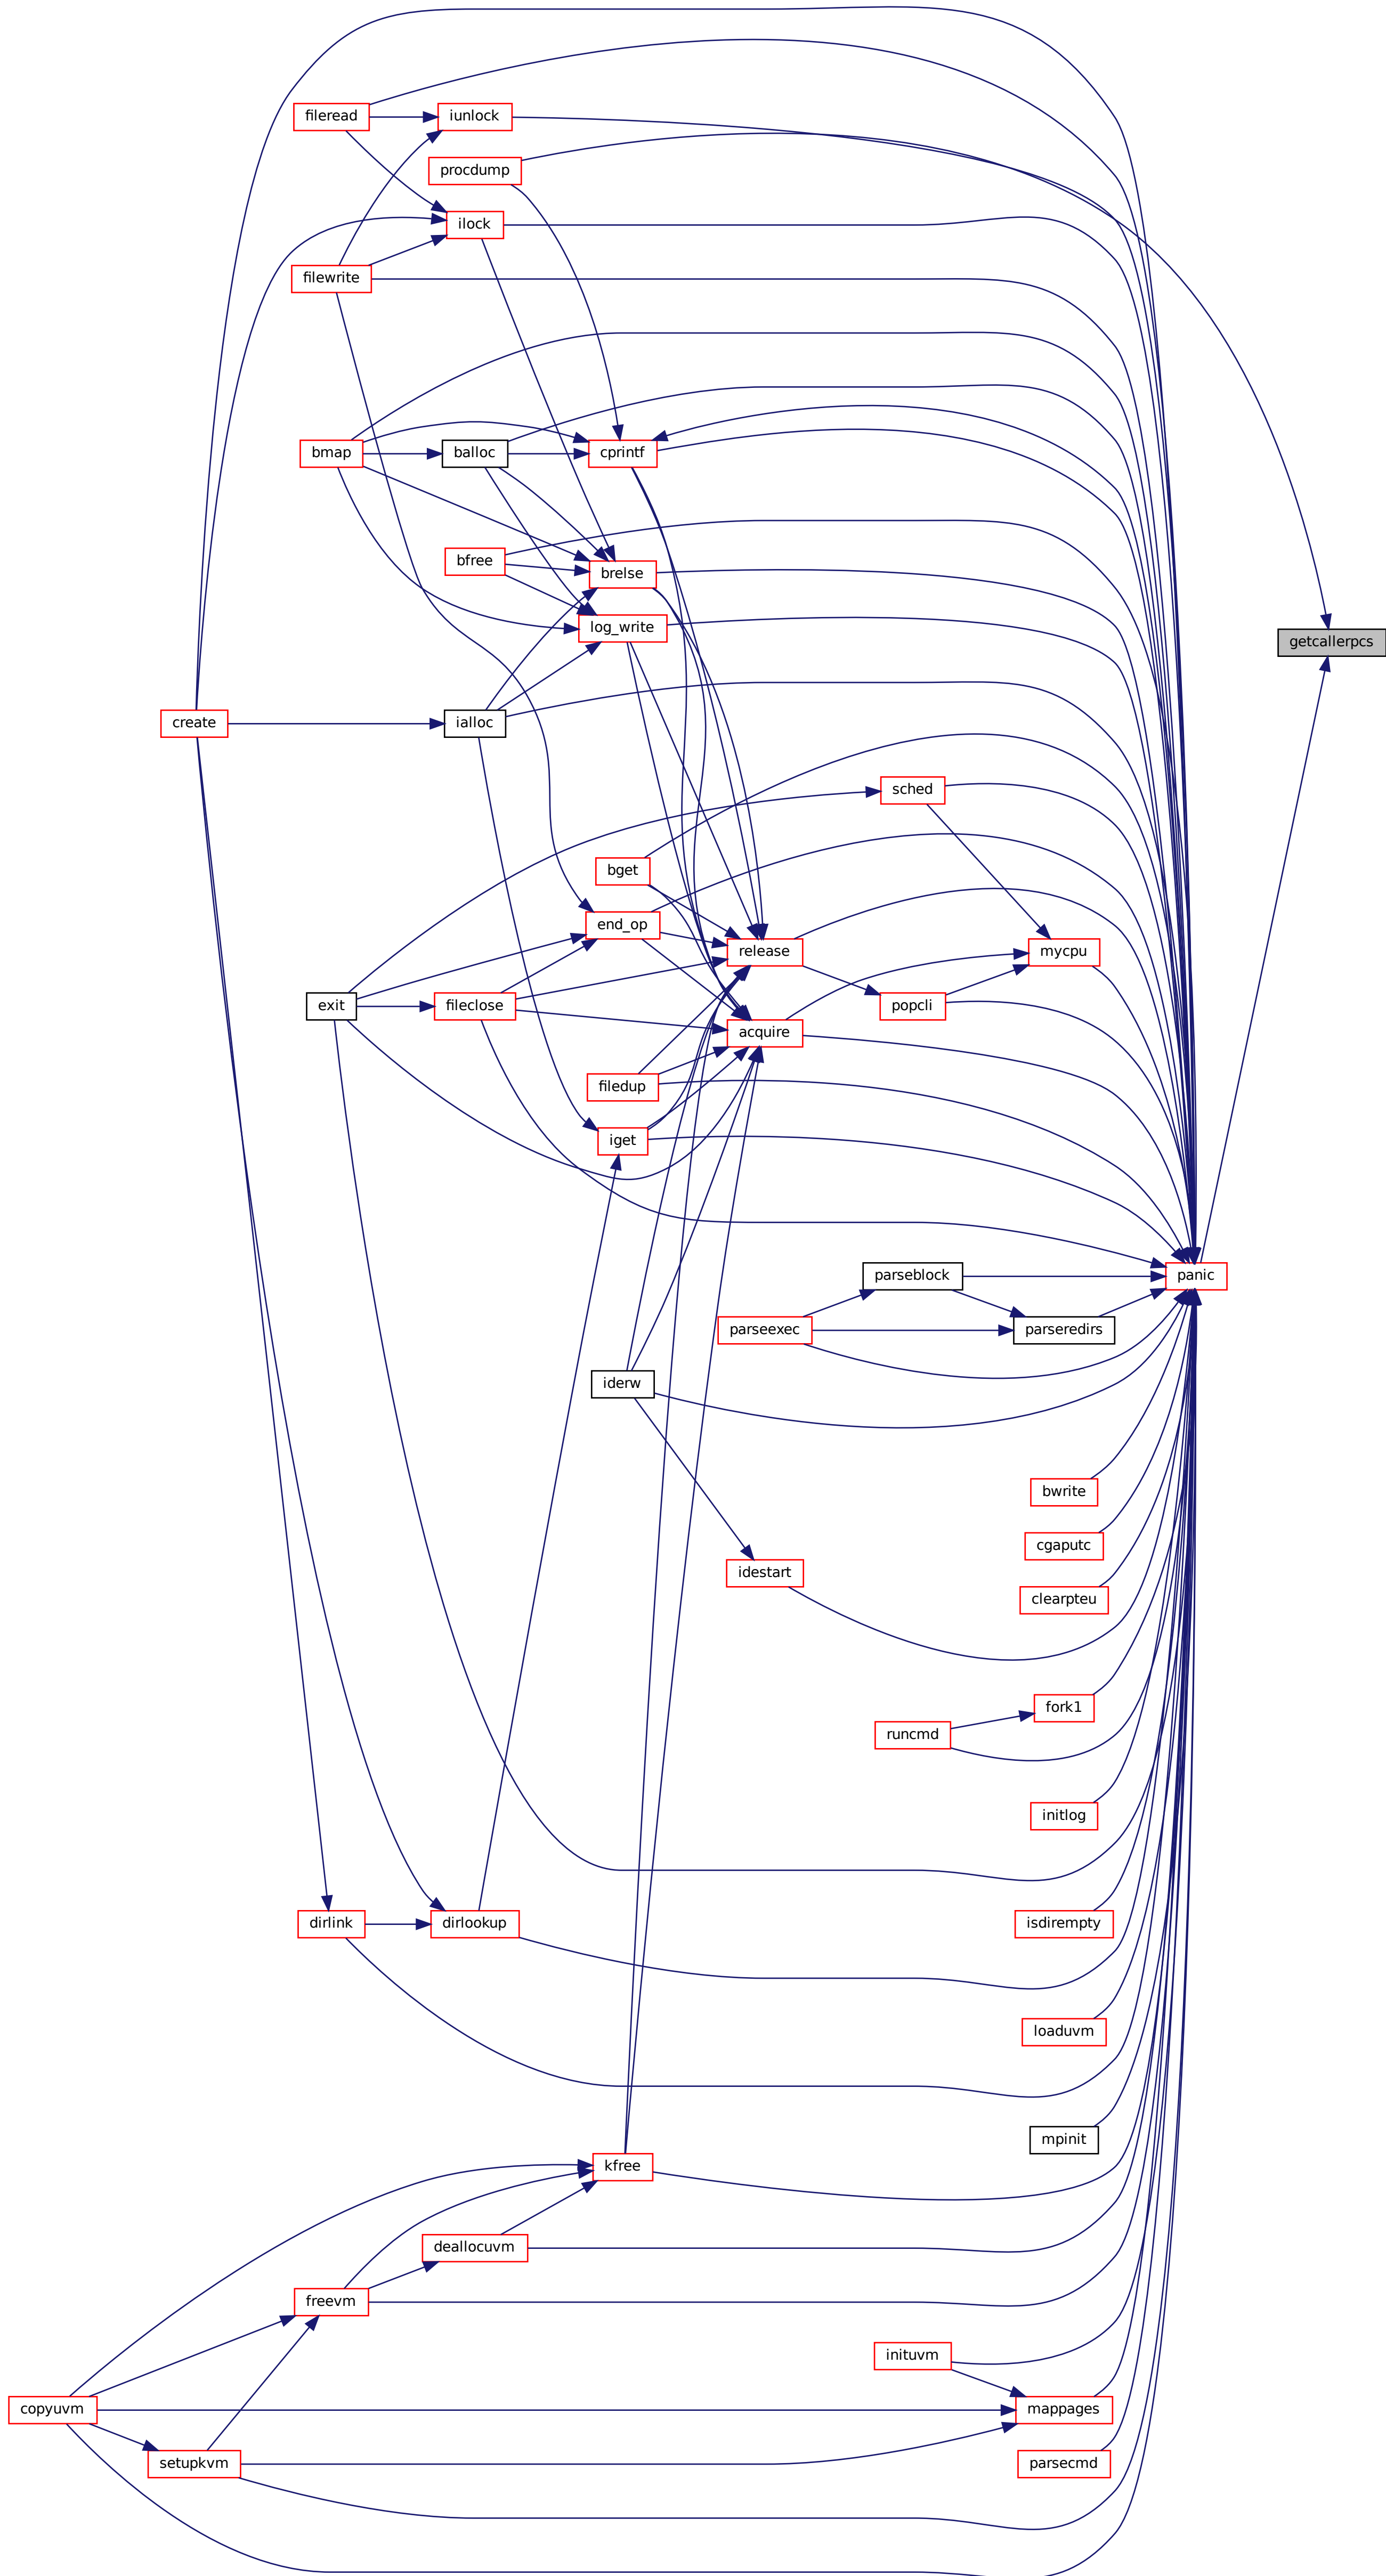 fileread
iunlock
procdump
ilock
filewrite
bmap
balloc
cprintf
bfree
brelse
log_write
getcallerpcs
create
ialloc
sched
bget
end_op
release
mycpu
exit
fileclose
popcli
acquire
filedup
iget
panic
parseblock
parseexec
parseredirs
iderw
bwrite
cgaputc
idestart
clearpteu
fork1
runcmd
initlog
dirlink
dirlookup
isdirempty
loaduvm
mpinit
kfree
deallocuvm
freevm
inituvm
copyuvm
mappages
setupkvm
parsecmd